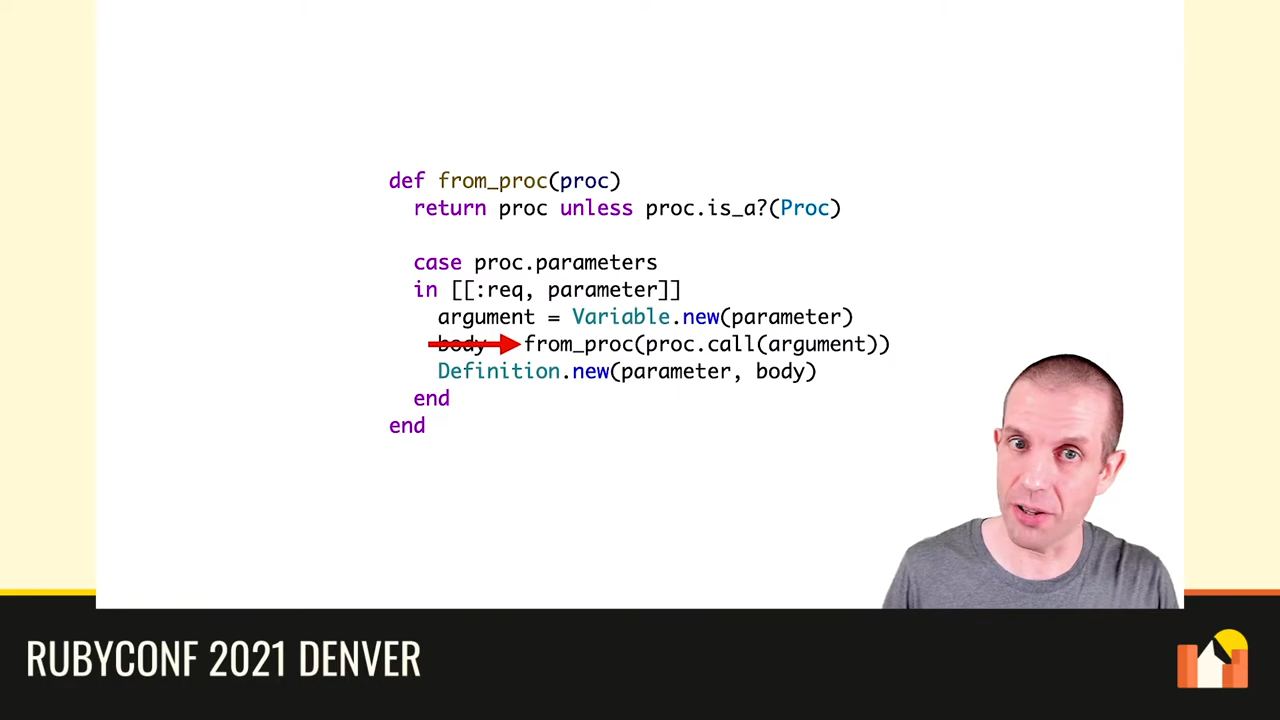 def from_proc(proc)
  return proc unless proc.is_a?(Proc)

  case proc.parameters
  in [[:req, parameter]]
    argument = Variable.new(parameter)
    body from_proc(proc.call(argument))
    Definition.new(parameter, body)
  end
end
RUBYCONF 2021 DENVER